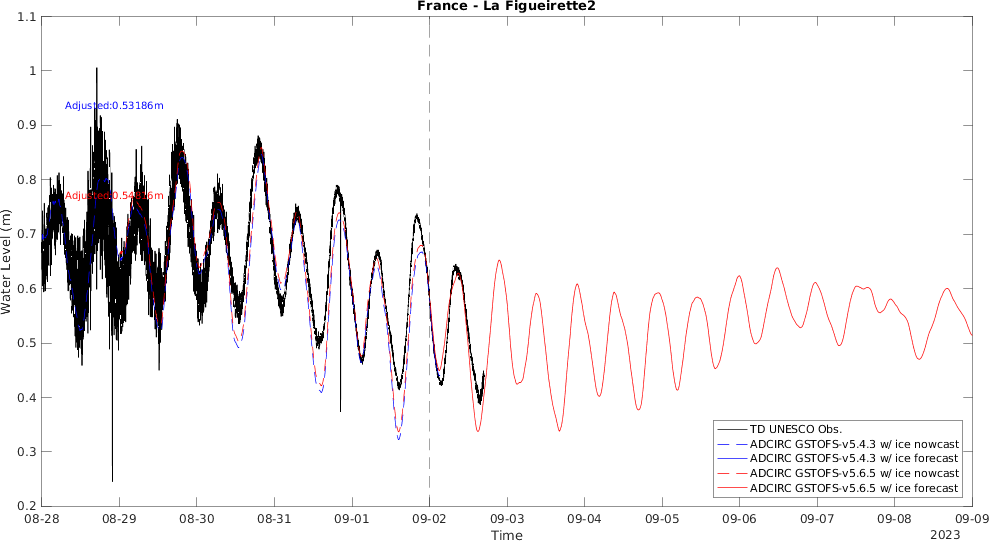 France - La Figueirette2
1.1
1
0.9
0.8
0.7
0.6
0.5
0.4
0.3
0.2
Water Level (m)
Adjusted:0.53186m
TD UNESCO Obs.
ADCIRC GSTOFS-v5.4.3 w/ ice nowcast
ADCIRC GSTOFS-v5.4.3 w/ ice forecast
ADCIRC GSTOFS-v5.6.5 w/ ice nowcast
ADCIRC GSTOFS-v5.6.5 w/ ice forecast
08-28 08-29 08-30 08-31 09-01 09-02 09-03 09-04 09-05 09-06 09-07 09-08 09-09
Time
2023